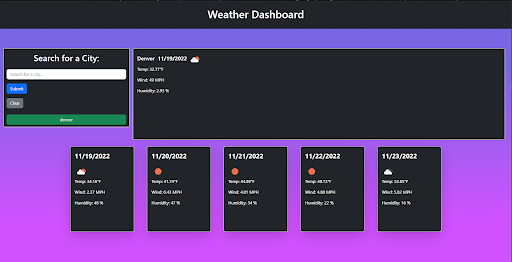 Weather Dashboard
Search for a City:
Search for a city...
Submit
Clear
denver
Denver 11/19/2022
Temp: 32.77°F
Wind: 49 MPH
Humidity: 2.93 %
11/19/2022
Temp: 34.16°F
Wind: 2.37 MPH
Humidity: 48 %
11/20/2022
Temp: 41.74°F
Wind: 0.43 MPH
Humidity: 47 %
11/21/2022
Temp: 44.89°F
Wind: 4.81 MPH
Humidity: 34 %
11/22/2022
Temp: 48.73°F
Wind: 4.88 MPH
Humidity: 22 %
11/23/2022
Temp: 53.85°F
Wind: 5.82 MPH
Humidity: 16 %